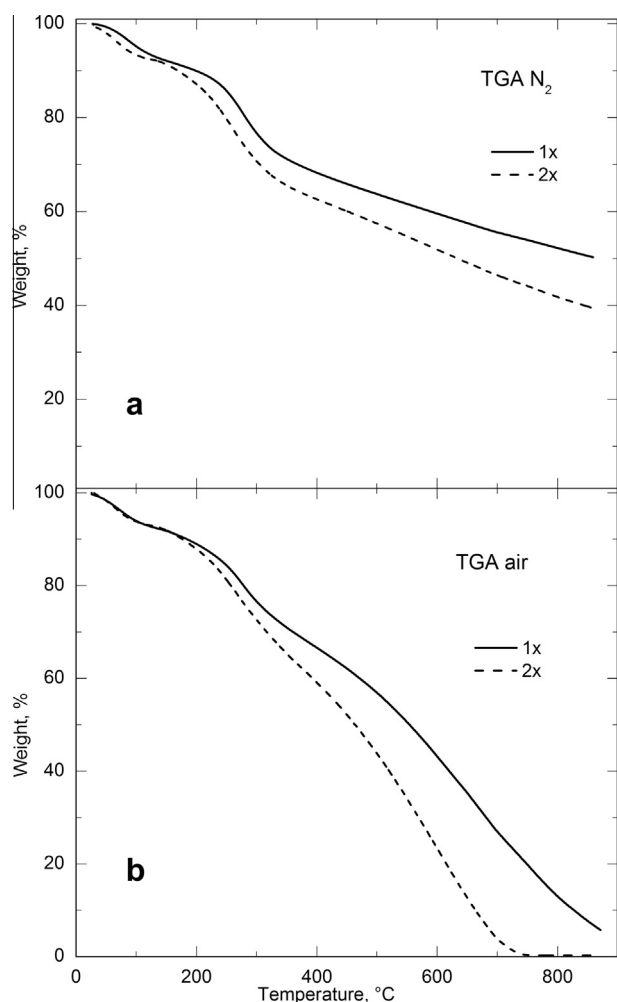 100
80
60
40
20
Weight, %
TGA N₂
1x
2x
a
100
80
60
40
20
0
Weight, %
TGA air
1x
2x
b
0 200 400 600 800
Temperature, °C